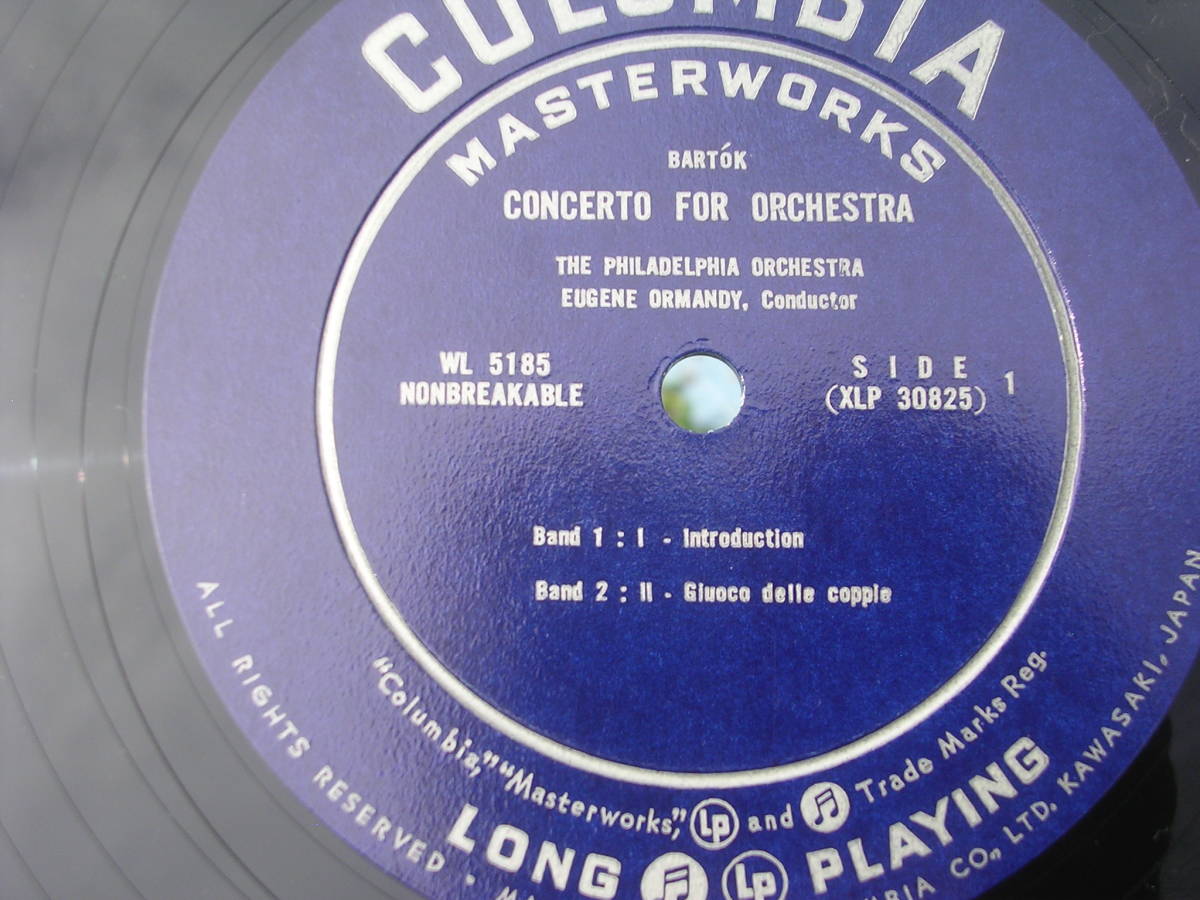 COLUMBIA
MASTERWORKS
BARTÓK
CONCERTO FOR ORCHESTRA
THE PHILADELPHIA ORCHESTRA
EUGENE ORMANDY, Conductor
WL 5185
NONBREAKABLE
SIDE 1
(XLP 30825)
Band 1 : I - Introduction
Band 2 : II - Giuoco delle coppie
"Columbia," "Masterworks," Lp and Trade Marks Reg.
LONG Lp PLAYING
ALL RIGHTS RESERVED ·
CO., LTD. KAWASAKI, JAPAN